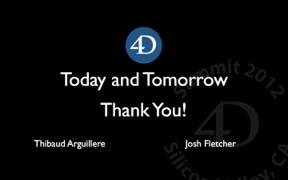 4D
Today and Tomorrow
Thank You!
Thibaud Arguillere
Josh Fletcher
Summit 2012
4D
Silicon Valley, CA